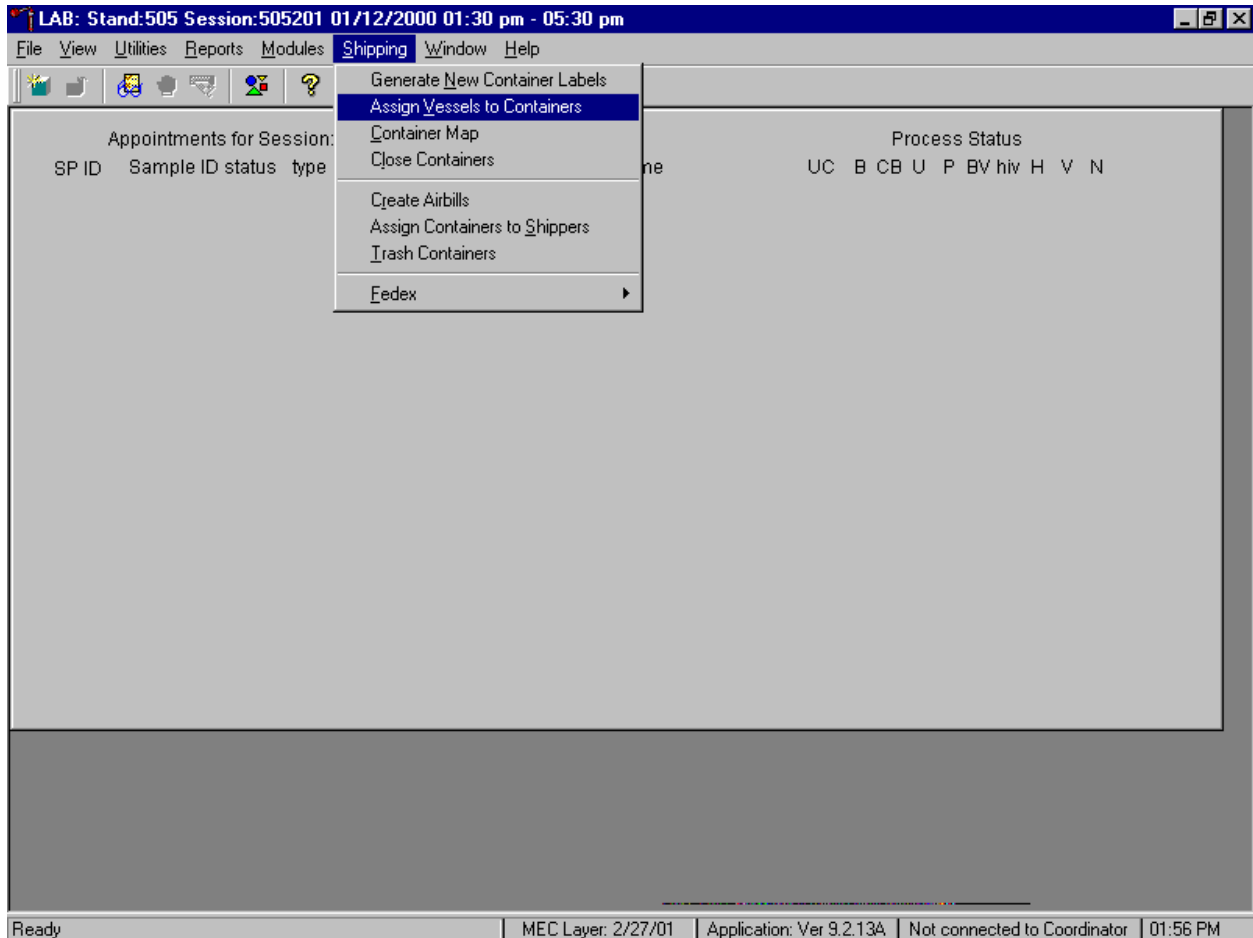 LAB: Stand:505 Session:505201 01/12/2000 01:30 pm - 05:30 pm
File View Utilities Reports Modules Shipping Window Help
Generate New Container Labels
Assign Vessels to Containers
Container Map
Close Containers
Create Airbills
Assign Containers to Shippers
Trash Containers
Fedex
Appointments for Session: Process Status
SP ID Sample ID status type me UC B CB U P BV hiv H V N
Ready MEC Layer: 2/27/01 Application: Ver 9.2.13A Not connected to Coordinator 01:56 PM